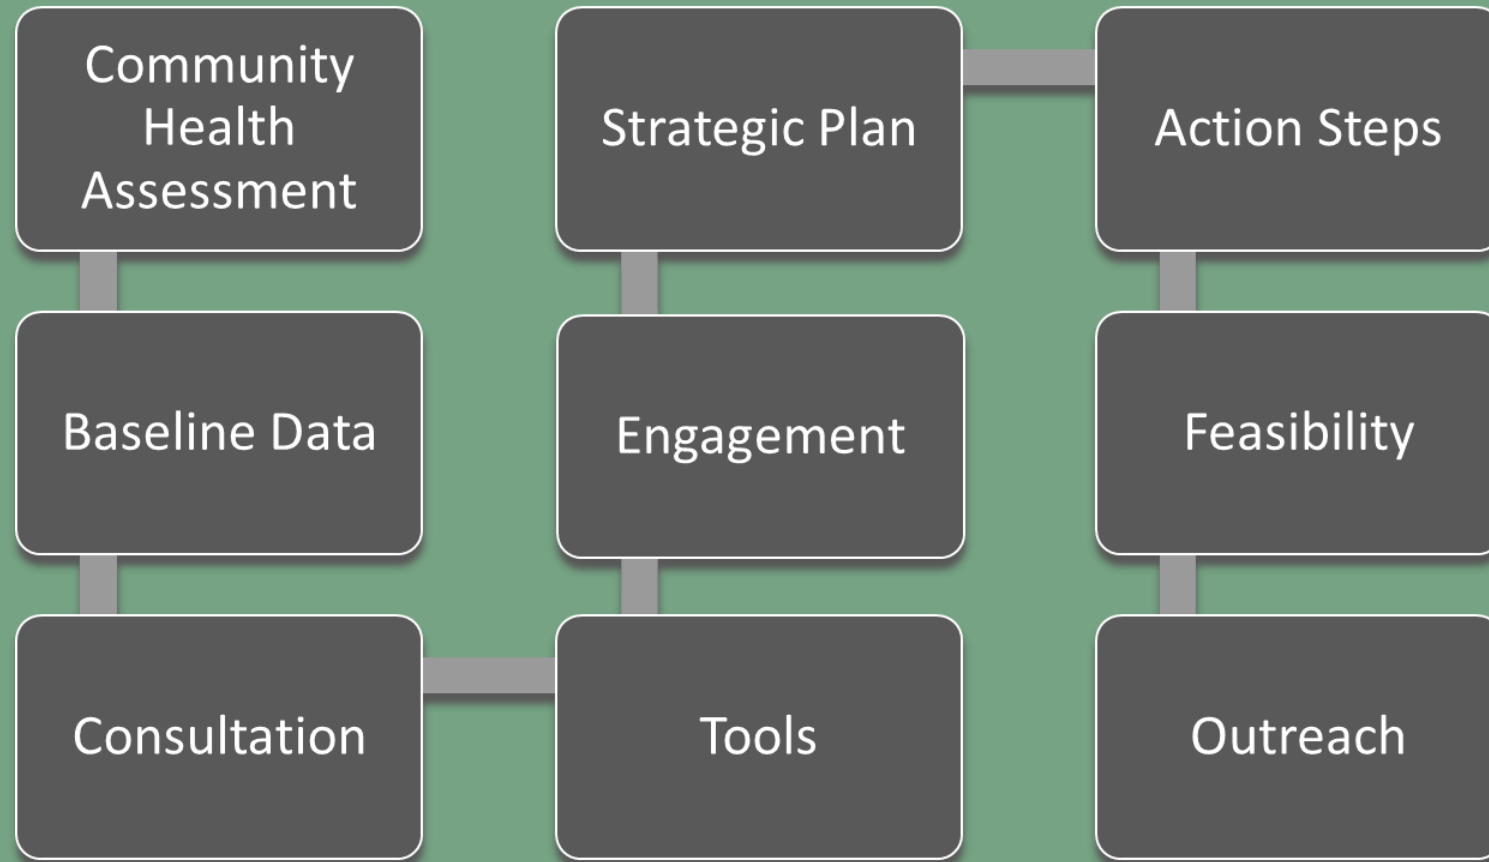 Community
Health
Assessment
Baseline Data
Consultation
Tools
Engagement
Strategic Plan
Action Steps
Feasibility
Outreach